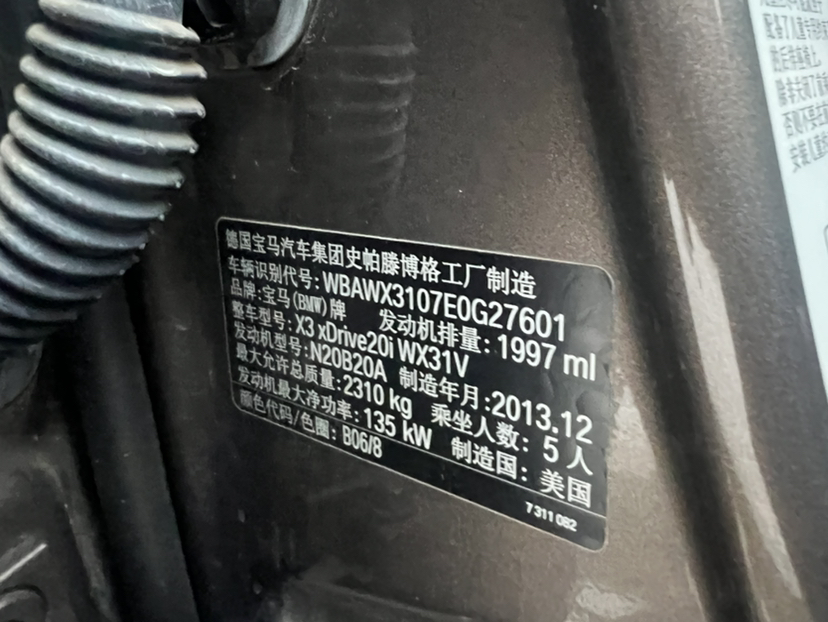 德国宝马汽车集团史帕滕博格工厂制造
车辆识别代号: WBAWX3107E0G27601
品牌: 宝马(BMW)牌 发动机排量: 1997 ml
整车型号: X3 xDrive20i WX31V
发动机型号: N20B20A 制造年月: 2013.12
最大允许总质量: 2310 kg 乘坐人数: 5 人
发动机最大净功率: 135 kW 制造国: 美国
颜色代码/色圈: B06/8
7311 082